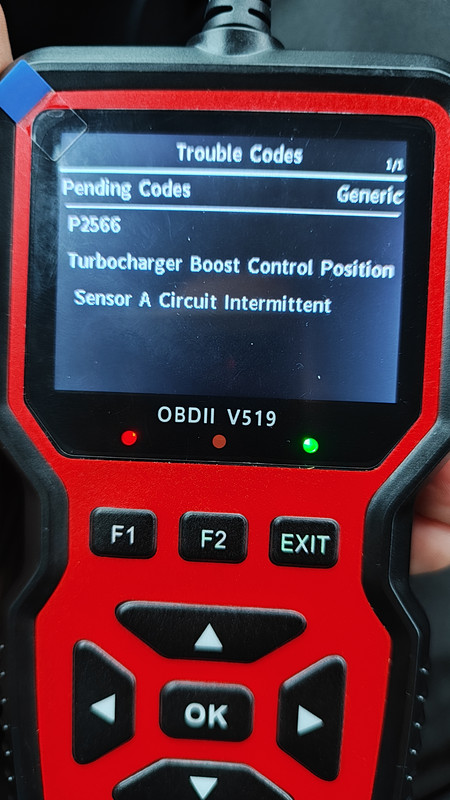 Trouble Codes
1/1
Pending Codes Generic
P2566
Turbocharger Boost Control Position
Sensor A Circuit Intermittent
OBDII V519
F1 F2 EXIT
OK